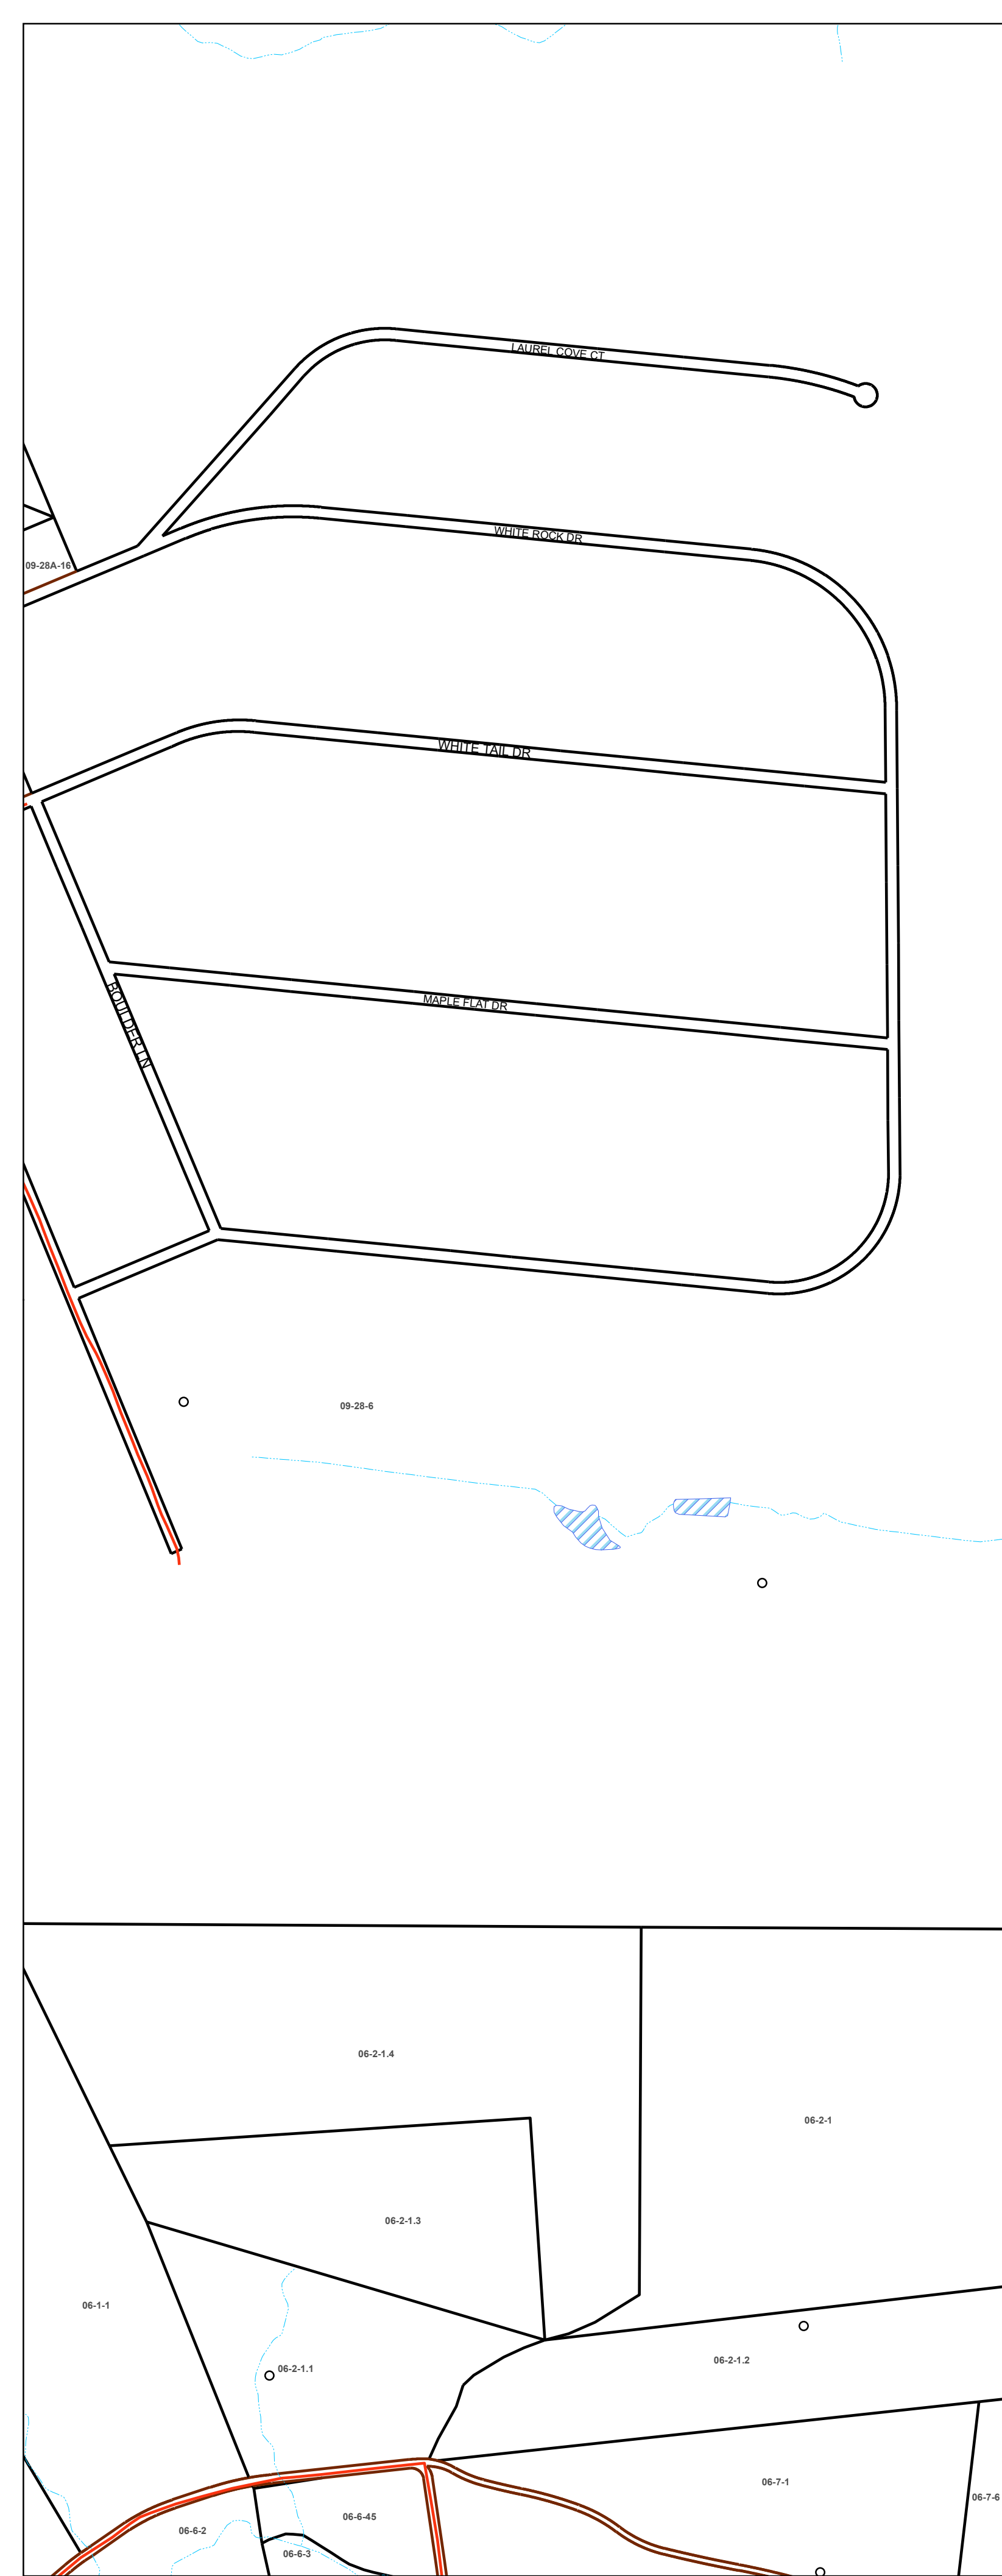 LAUREL COVE CT
WHITE ROCK DR
09-28A-16
WHITE TAIL DR
MAPLE FLAT DR
BOULDER LN
09-28-6
06-2-1.4
06-2-1
06-2-1.3
06-1-1
06-2-1.2
06-2-1.1
06-7-1
06-7-6
06-6-45
06-6-2
06-6-3